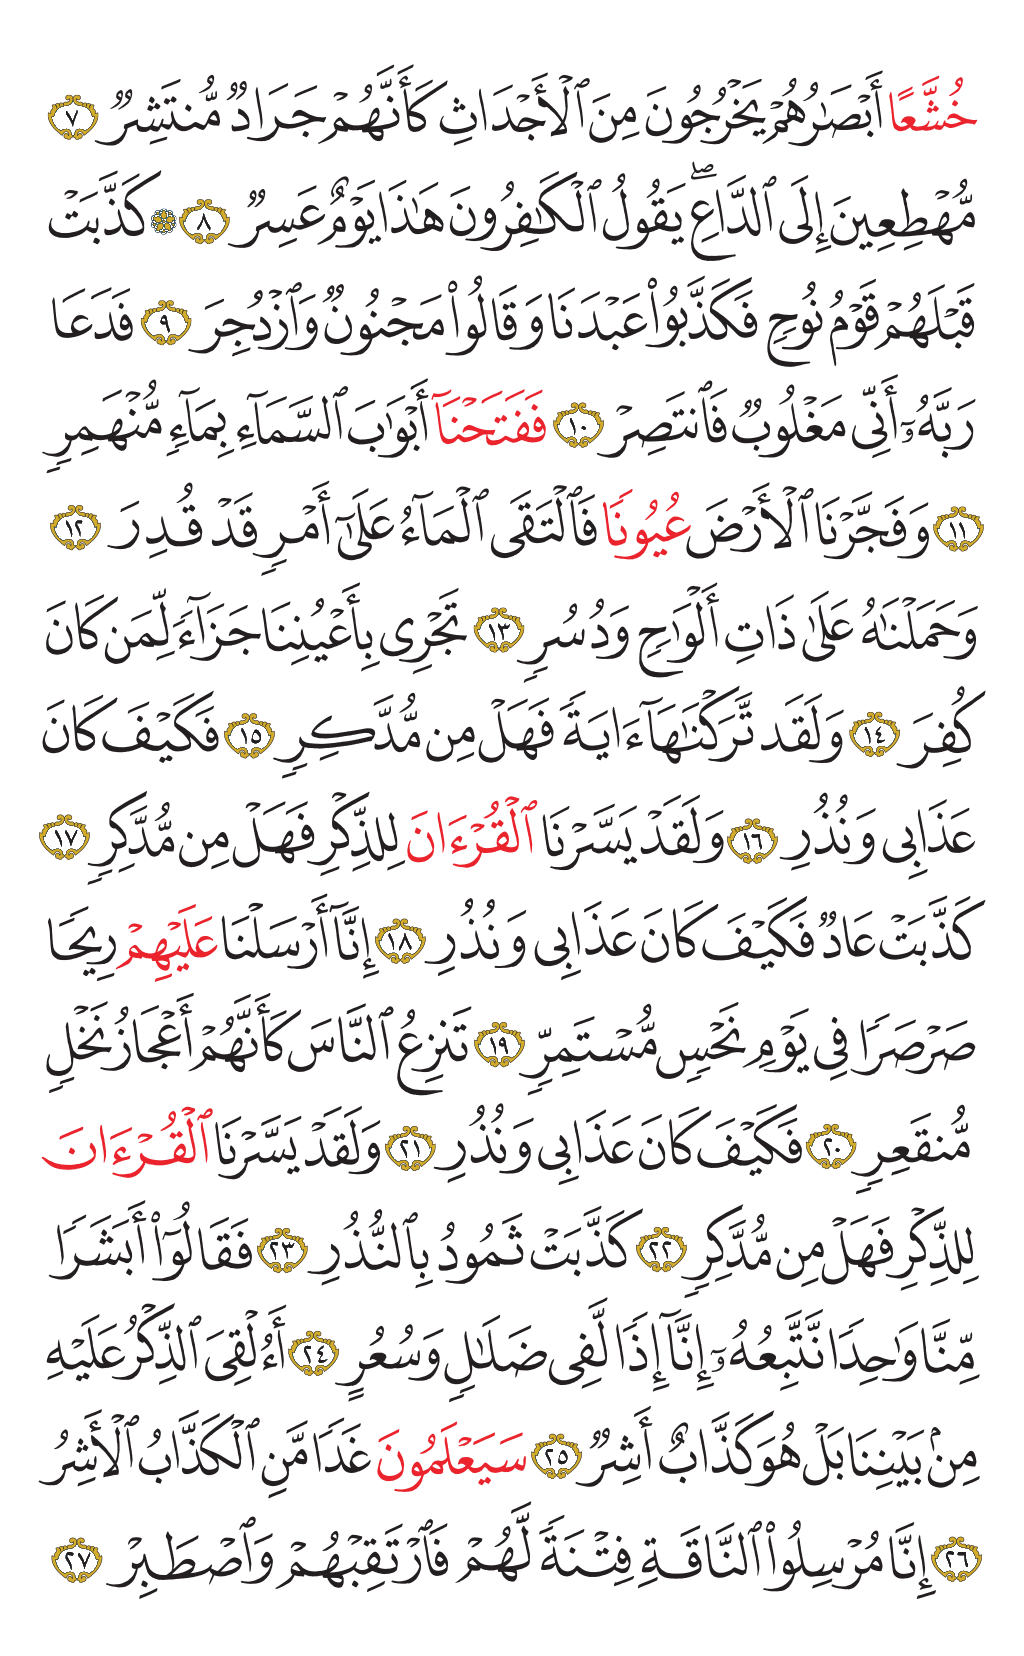 خُشَّعًا أَبْصَٰرُهُمْ يَخْرُجُونَ مِنَ ٱلْأَجْدَاثِ كَأَنَّهُمْ جَرَادٌ مُّنتَشِرٌ ٧
مُّهْطِعِينَ إِلَى ٱلدَّاعِ ۖ يَقُولُ ٱلْكَٰفِرُونَ هَٰذَا يَوْمٌ عَسِرٌ ٨ ۞ كَذَّبَتْ
قَبْلَهُمْ قَوْمُ نُوحٍ فَكَذَّبُوا۟ عَبْدَنَا وَقَالُوا۟ مَجْنُونٌ وَٱزْدُجِرَ ٩ فَدَعَا
رَبَّهُۥٓ أَنِّى مَغْلُوبٌ فَٱنتَصِرْ ١٠ فَفَتَحْنَآ أَبْوَٰبَ ٱلسَّمَآءِ بِمَآءٍ مُّنْهَمِرٍ
١١ وَفَجَّرْنَا ٱلْأَرْضَ عُيُونًا فَٱلْتَقَى ٱلْمَآءُ عَلَىٰٓ أَمْرٍ قَدْ قُدِرَ ١٢
وَحَمَلْنَٰهُ عَلَىٰ ذَاتِ أَلْوَٰحٍ وَدُسُرٍ ١٣ تَجْرِى بِأَعْيُنِنَا جَزَآءً لِّمَن كَانَ
كُفِرَ ١٤ وَلَقَد تَّرَكْنَٰهَآ ءَايَةً فَهَلْ مِن مُّدَّكِرٍ ١٥ فَكَيْفَ كَانَ
عَذَابِى وَنُذُرِ ١٦ وَلَقَدْ يَسَّرْنَا ٱلْقُرْءَانَ لِلذِّكْرِ فَهَلْ مِن مُّدَّكِرٍ ١٧
كَذَّبَتْ عَادٌ فَكَيْفَ كَانَ عَذَابِى وَنُذُرِ ١٨ إِنَّآ أَرْسَلْنَا عَلَيْهِمْ رِيحًا
صَرْصَرًا فِى يَوْمِ نَحْسٍ مُّسْتَمِرٍّ ١٩ تَنزِعُ ٱلنَّاسَ كَأَنَّهُمْ أَعْجَازُ نَخْلٍ
مُّنقَعِرٍ ٢٠ فَكَيْفَ كَانَ عَذَابِى وَنُذُرِ ٢١ وَلَقَدْ يَسَّرْنَا ٱلْقُرْءَانَ
لِلذِّكْرِ فَهَلْ مِن مُّدَّكِرٍ ٢٢ كَذَّبَتْ ثَمُودُ بِٱلنُّذُرِ ٢٣ فَقَالُوٓا۟ أَبَشَرًا
مِّنَّا وَٰحِدًا نَّتَّبِعُهُۥٓ إِنَّآ إِذًا لَّفِى ضَلَٰلٍ وَسُعُرٍ ٢٤ أَءُلْقِىَ ٱلذِّكْرُ عَلَيْهِ
مِنۢ بَيْنِنَا بَلْ هُوَ كَذَّابٌ أَشِرٌ ٢٥ سَيَعْلَمُونَ غَدًا مَّنِ ٱلْكَذَّابُ ٱلْأَشِرُ
٢٦ إِنَّا مُرْسِلُوا۟ ٱلنَّاقَةِ فِتْنَةً لَّهُمْ فَٱرْتَقِبْهُمْ وَٱصْطَبِرْ ٢٧